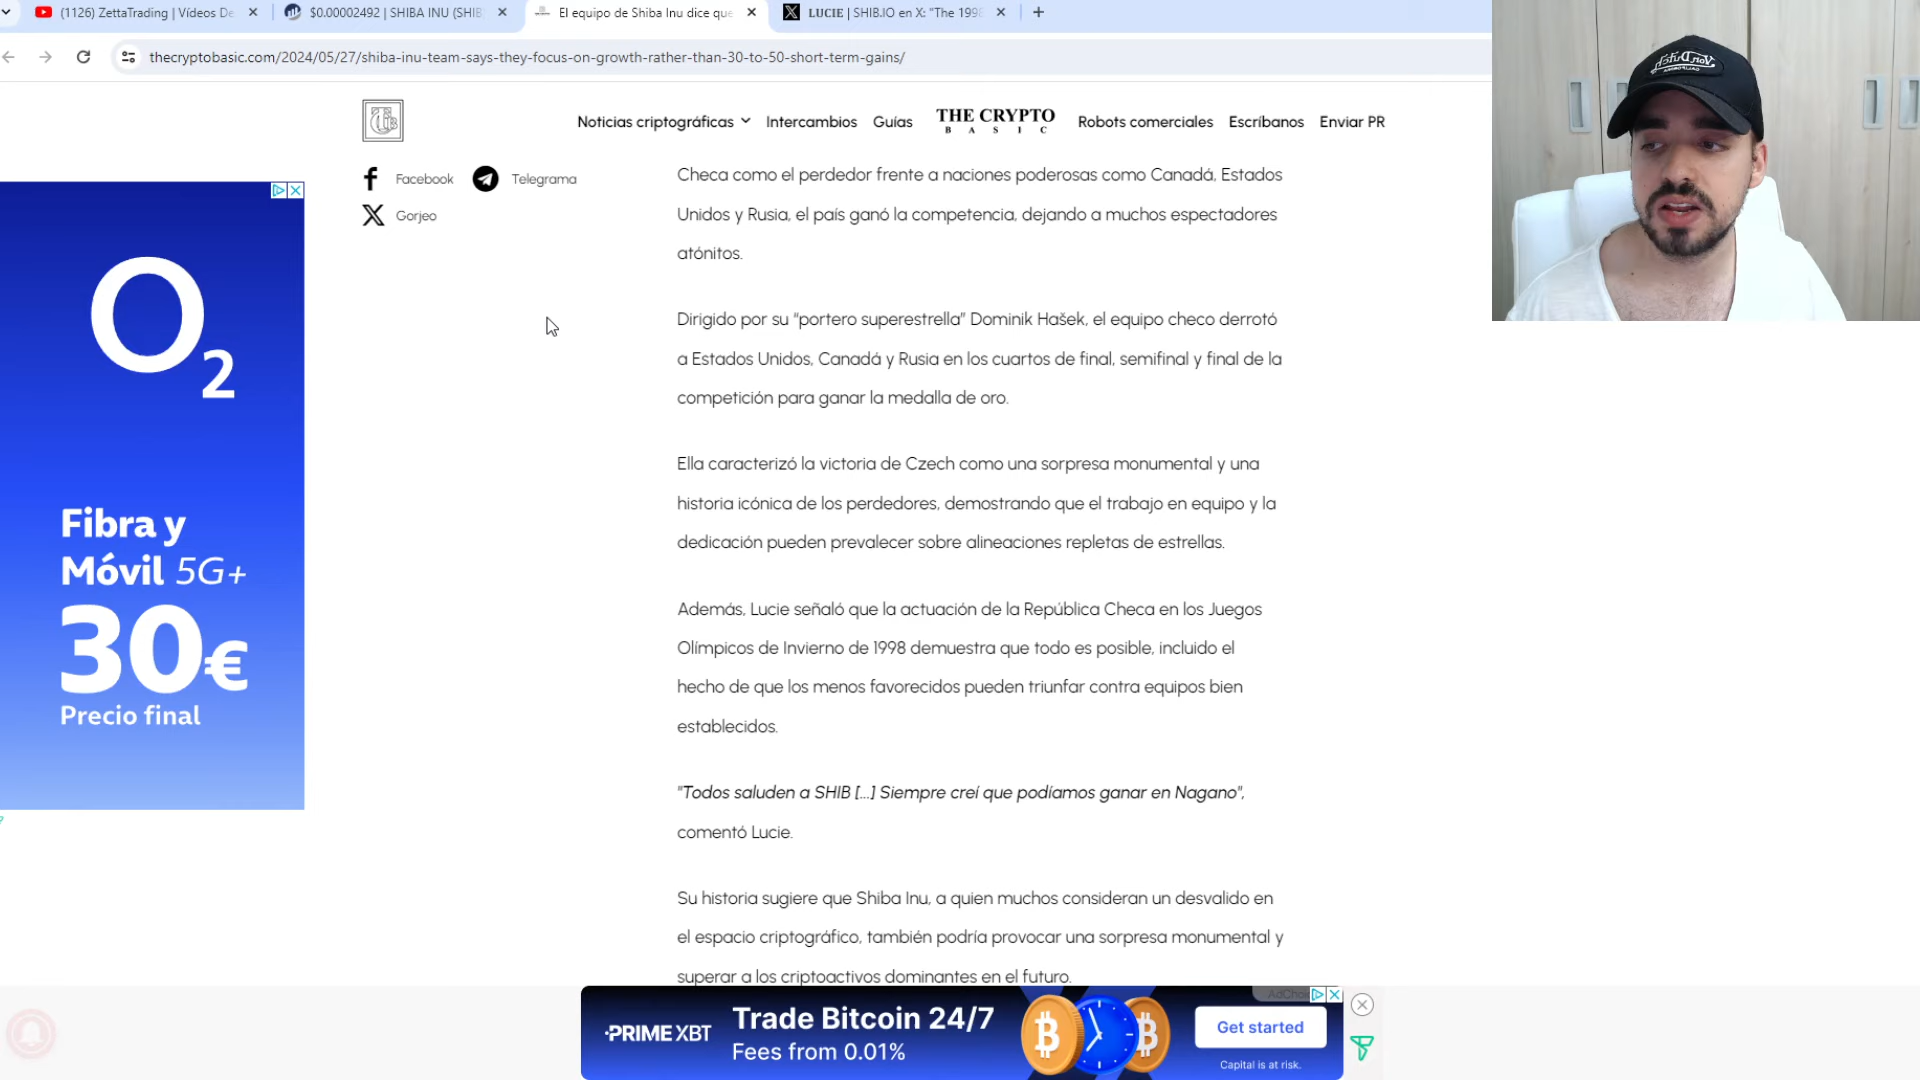 (1126) ZettaTrading | Vídeos De
$0.00002492 | SHIBA INU (SHIB
El equipo de Shiba Inu dice que
LUCIE | SHIB.IO en X: "The 1998
thecryptobasic.com/2024/05/27/shiba-inu-team-says-they-focus-on-growth-rather-than-30-to-50-short-term-gains/
Noticias criptográficas
Intercambios
Guías
THE CRYPTO
BASIC
Robots comerciales
Escríbanos
Enviar PR
Facebook
Telegrama
Gorjeo
O2
Fibra y
Móvil 5G+
30€
Precio final
Checa como el perdedor frente a naciones poderosas como Canadá, Estados
Unidos y Rusia, el país ganó la competencia, dejando a muchos espectadores
atónitos.
Dirigido por su “portero superestrella” Dominik Hašek, el equipo checo derrotó
a Estados Unidos, Canadá y Rusia en los cuartos de final, semifinal y final de la
competición para ganar la medalla de oro.
Ella caracterizó la victoria de Czech como una sorpresa monumental y una
historia icónica de los perdedores, demostrando que el trabajo en equipo y la
dedicación pueden prevalecer sobre alineaciones repletas de estrellas.
Además, Lucie señaló que la actuación de la República Checa en los Juegos
Olímpicos de Invierno de 1998 demuestra que todo es posible, incluido el
hecho de que los menos favorecidos pueden triunfar contra equipos bien
establecidos.
"Todos saluden a SHIB [...] Siempre creí que podíamos ganar en Nagano",
comentó Lucie.
Su historia sugiere que Shiba Inu, a quien muchos consideran un desvalido en
el espacio criptográfico, también podría provocar una sorpresa monumental y
superar a los criptoactivos dominantes en el futuro.
PRIME XBT
Trade Bitcoin 24/7
Fees from 0.01%
Get started
Capital is at risk.